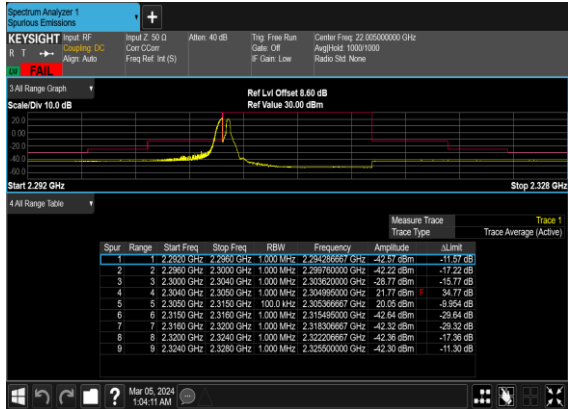 Spectrum Analyzer 1
Spurious Emissions
KEYSIGHT Input: RF Input Z: 50 Ω Atten: 40 dB Trig: Free Run Center Freq: 22.005000000 GHz
R T Coupling: DC Corr CCorr Gate: Off Avg|Hold: 1000/1000
Align: Auto Freq Ref: Int (S) IF Gain: Low Radio Std: None
LV FAIL
3 All Range Graph
Ref Lvl Offset 8.60 dB
Scale/Div 10.0 dB Ref Value 30.00 dBm
20.0
0.00
-20.0
-40.0
-60.0
Start 2.292 GHz Stop 2.328 GHz
4 All Range Table
Measure Trace Trace 1
Trace Type Trace Average (Active)
Spur Range Start Freq Stop Freq RBW Frequency Amplitude ΔLimit
1 1 2.2920 GHz 2.2960 GHz 1.000 MHz 2.294286667 GHz -42.57 dBm -11.57 dB
2 2 2.2960 GHz 2.3000 GHz 1.000 MHz 2.299760000 GHz -42.22 dBm -17.22 dB
3 3 2.3000 GHz 2.3040 GHz 1.000 MHz 2.303620000 GHz -28.77 dBm -15.77 dB
4 4 2.3040 GHz 2.3050 GHz 1.000 MHz 2.304995000 GHz 21.77 dBm F 34.77 dB
5 5 2.3050 GHz 2.3150 GHz 100.0 kHz 2.305366667 GHz 20.05 dBm -9.954 dB
6 6 2.3150 GHz 2.3160 GHz 1.000 MHz 2.315495000 GHz -42.64 dBm -29.64 dB
7 7 2.3160 GHz 2.3200 GHz 1.000 MHz 2.318306667 GHz -42.32 dBm -29.32 dB
8 8 2.3200 GHz 2.3240 GHz 1.000 MHz 2.322206667 GHz -42.36 dBm -17.36 dB
9 9 2.3240 GHz 2.3280 GHz 1.000 MHz 2.325500000 GHz -42.30 dBm -11.30 dB
Mar 05, 2024
1:04:11 AM